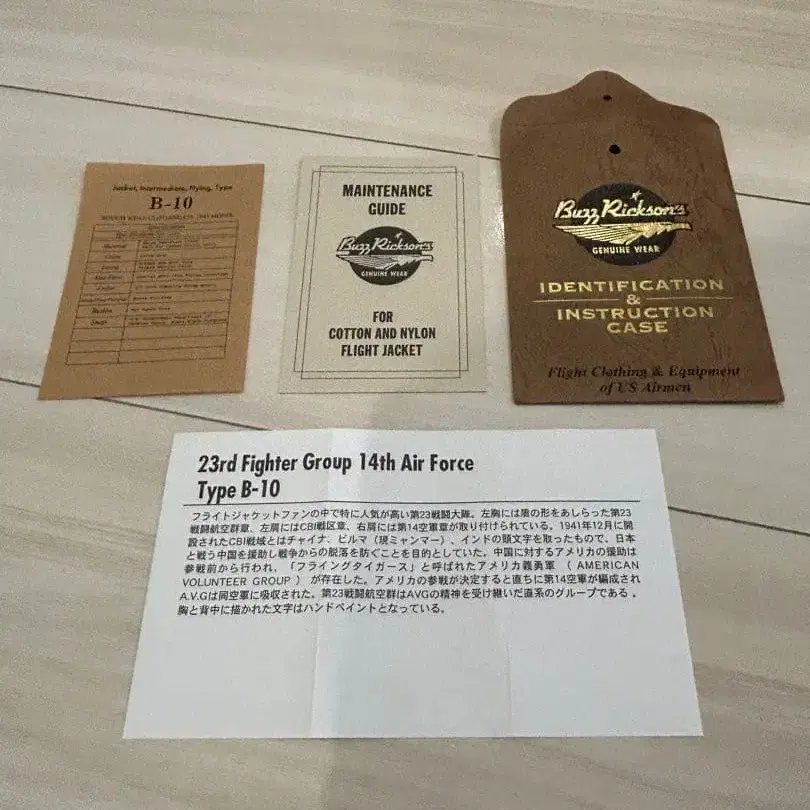 Jacket, Intermediate, Flying, Type
B-10
Material
Color
Lining
Zipper
Snap
MAINTENANCE
GUIDE
Buzz Rickson's
GENUINE WEAR
FOR
COTTON AND NYLON
FLIGHT JACKET
Buzz Rickson's
GENUINE WEAR
IDENTIFICATION
&
INSTRUCTION
CASE
Flight Clothing & Equipment
of US Airmen
23rd Fighter Group 14th Air Force
Type B-10
フライトジャケットファンの中で特に人気が高い第23戦闘大隊。左胸には盾の形をあしらった第23
戦闘航空群章、左肩にはCBI戦区章、右肩には第14空軍章が取り付けられている。1941年12月に開
設されたCBI戦域とはチャイナ、ビルマ（現ミャンマー）、インドの頭文字を取ったもので、日本
と戦う中国を援助し戦争からの脱落を防ぐことを目的としていた。中国に対するアメリカの援助は
参戦前から行われ、「フライングタイガース」と呼ばれたアメリカ義勇軍（AMERICAN
VOLUNTEER GROUP）が存在した。アメリカの参戦が決定すると直ちに第14空軍が編成され
A.V.Gは同空軍に吸収された。第23戦闘航空群はAVGの精神を受け継いだ直系のグループである。
胸と背中に描かれた文字はハンドペイントとなっている。